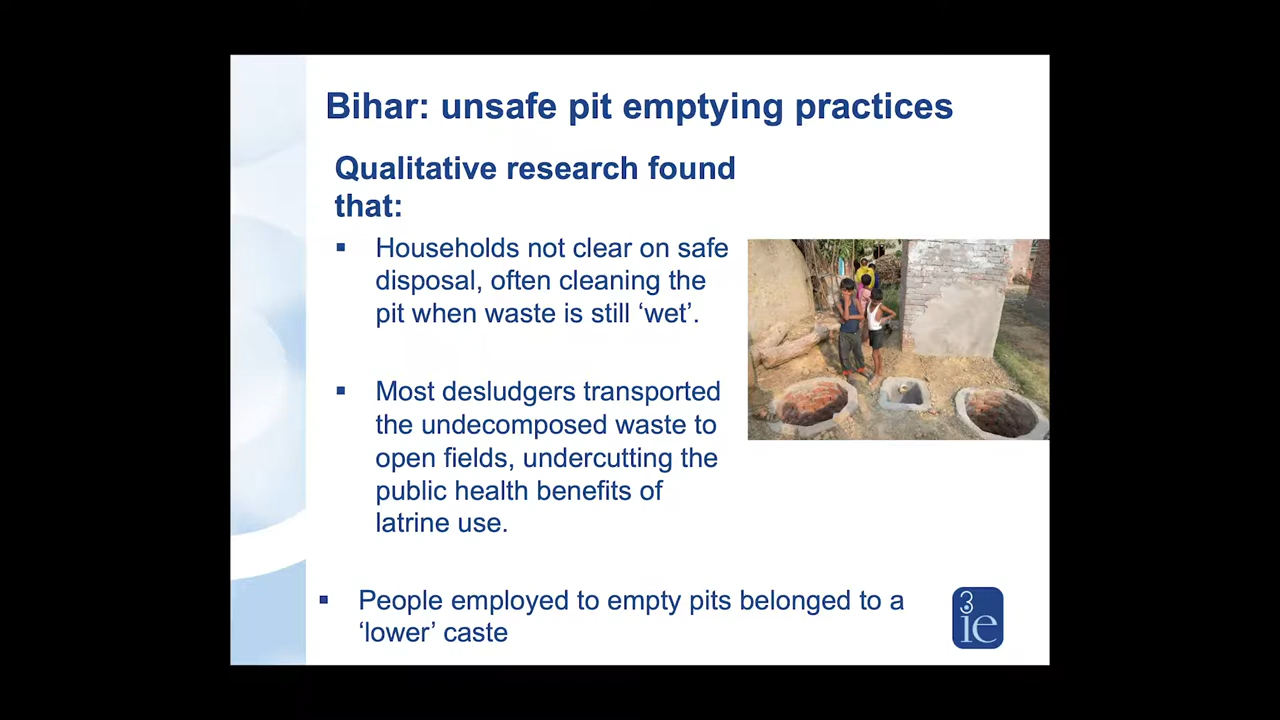 Bihar: unsafe pit emptying practices
Qualitative research found
that:
▪ Households not clear on safe
disposal, often cleaning the
pit when waste is still ‘wet’.
▪ Most desludgers transported
the undecomposed waste to
open fields, undercutting the
public health benefits of
latrine use.
▪ People employed to empty pits belonged to a
‘lower’ caste
3
ie